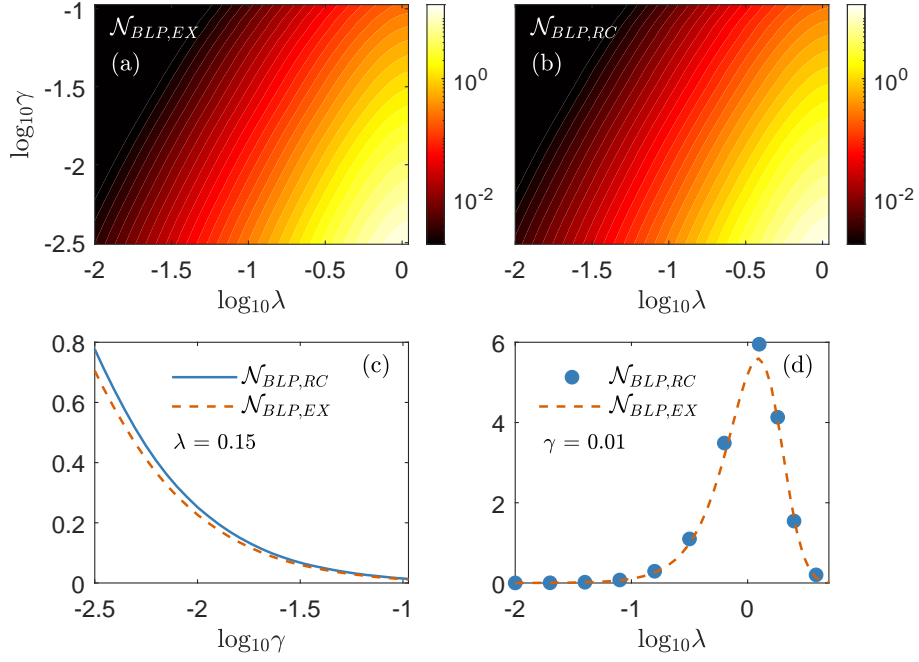 𝒩_{BLP,EX}
(a)
-1
-1.5
-2
-2.5
log₁₀γ
-2 -1.5 -1 -0.5 0
log₁₀λ
10⁰
10⁻²
𝒩_{BLP,RC}
(b)
-2 -1.5 -1 -0.5 0
log₁₀λ
10⁰
10⁻²
0.8
0.6
0.4
0.2
0
(c)
𝒩_{BLP,RC}
𝒩_{BLP,EX}
λ = 0.15
-2.5 -2 -1.5 -1
log₁₀γ
6
4
2
0
(d)
𝒩_{BLP,RC}
𝒩_{BLP,EX}
γ = 0.01
-2 -1 0
log₁₀λ